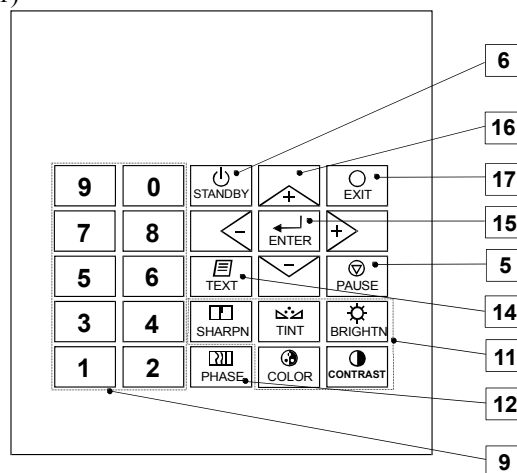 6
16
9 0 STANDBY + EXIT 17
7 8 - ENTER + 15
5 6 TEXT - PAUSE 5
14
3 4 SHARPN TINT BRIGHTN
11
1 2 PHASE COLOR CONTRAST
12
9